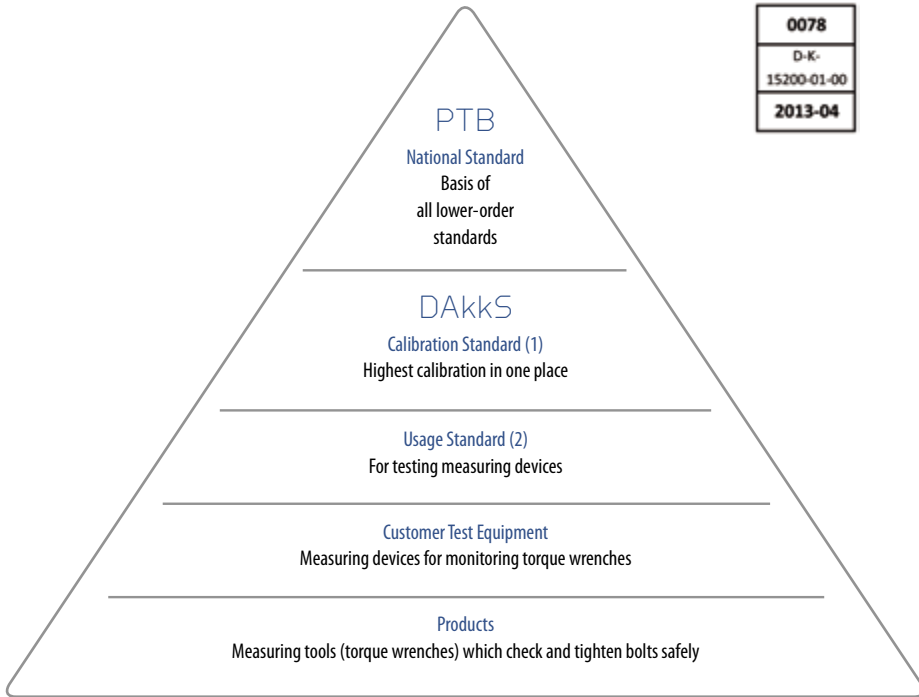 0078
D-K-
15200-01-00
2013-04
PTB
National Standard
Basis of
all lower-order
standards
DAkkS
Calibration Standard (1)
Highest calibration in one place
Usage Standard (2)
For testing measuring devices
Customer Test Equipment
Measuring devices for monitoring torque wrenches
Products
Measuring tools (torque wrenches) which check and tighten bolts safely